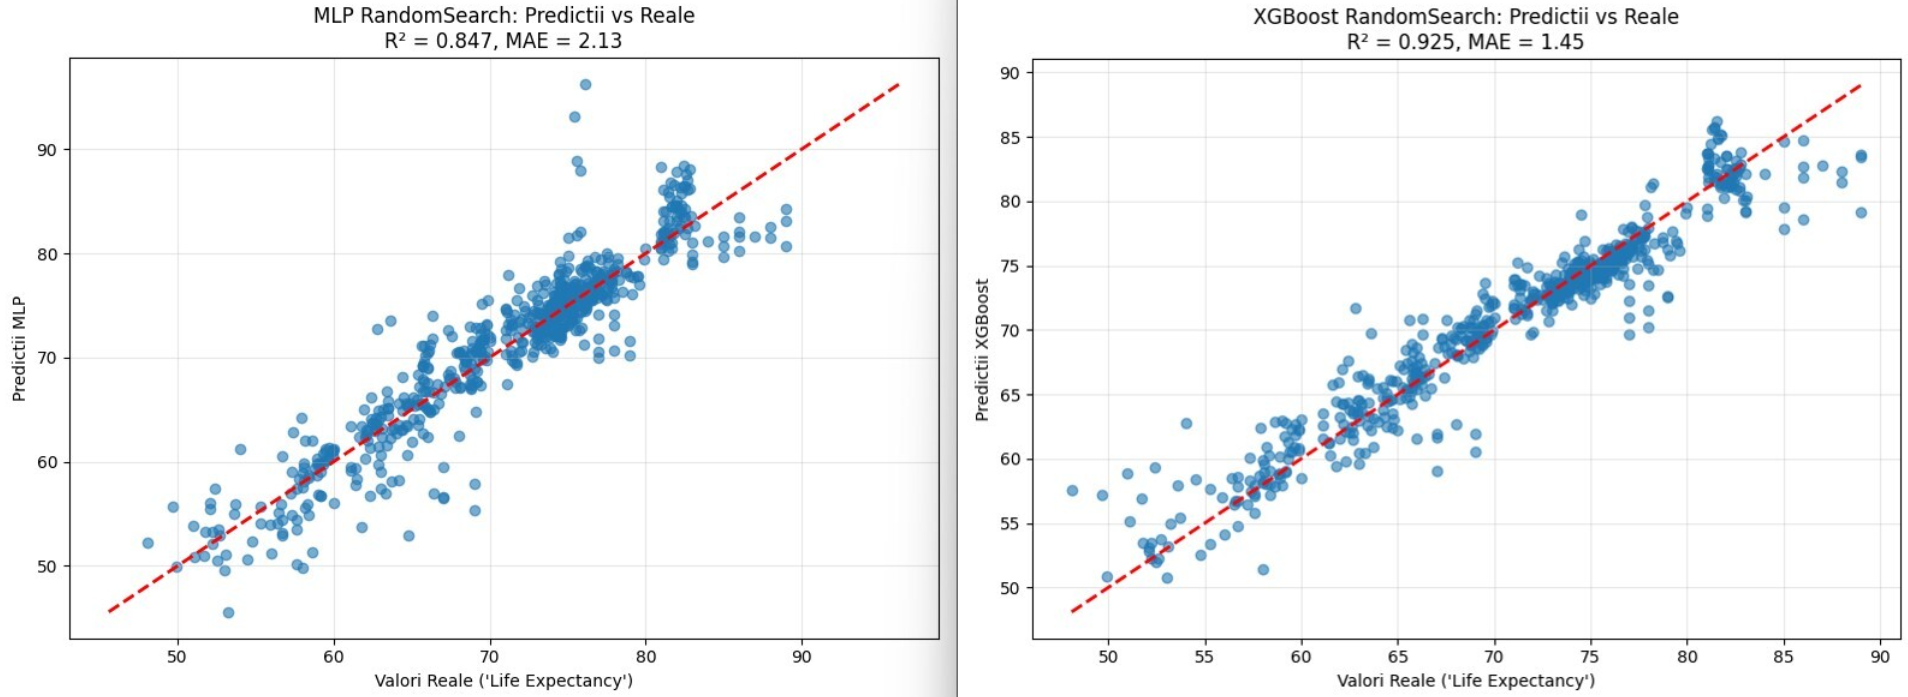 MLP RandomSearch: Predictii vs Reale
R² = 0.847, MAE = 2.13
90
80
70
60
50
Predictii MLP
50 60 70 80 90
Valori Reale ('Life Expectancy')
XGBoost RandomSearch: Predictii vs Reale
R² = 0.925, MAE = 1.45
90
85
80
75
70
65
60
55
50
Predictii XGBoost
50 55 60 65 70 75 80 85 90
Valori Reale ('Life Expectancy')